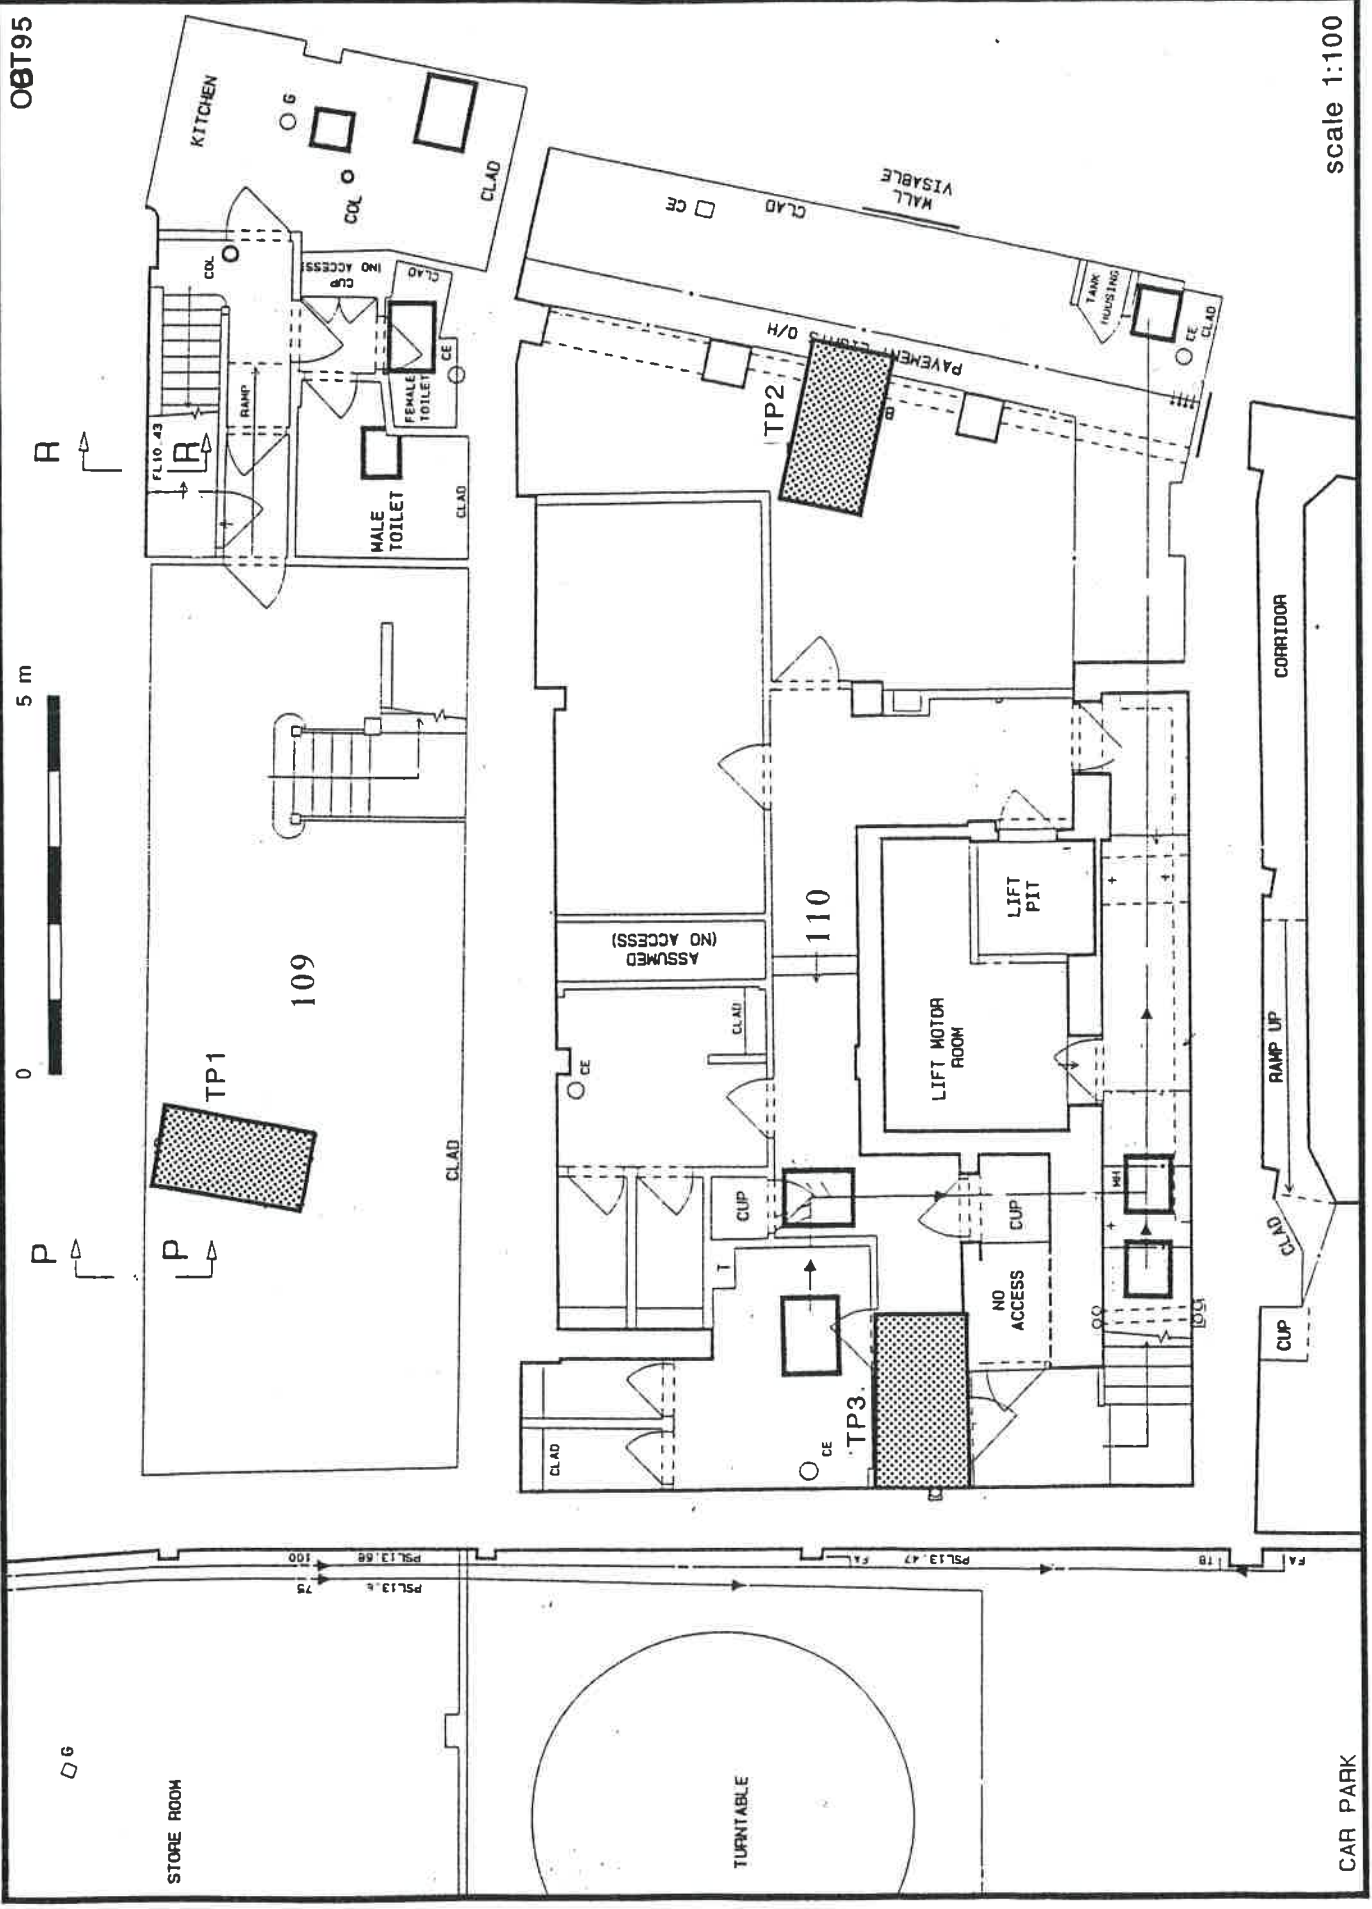 OBT95
scale 1:100
0
5 m
KITCHEN
G
COL
CLAD
COL
CUP
(NO ACCESS)
CLAD
RAMP
FL10.43
R
R
FEMALE
TOILET
CE
MALE
TOILET
CLAD
109
TP1
CLAD
P
P
CE
CLAD
WALL
VISABLE
PAVEMENT LIGHTS O/H
TANK
HOUSING
CE
CLAD
TP2
B
ASSUMED
(NO ACCESS)
110
LIFT
PIT
LIFT MOTOR
ROOM
CE
CLAD
CUP
CUP
MH
T
NO
ACCESS
TP3
CE
CLAD
CORRIDOR
RAMP UP
CLAD
CUP
100
PSL13.68
75
FA
PSL13.47
TB
FA
G
STORE ROOM
TURNTABLE
CAR PARK